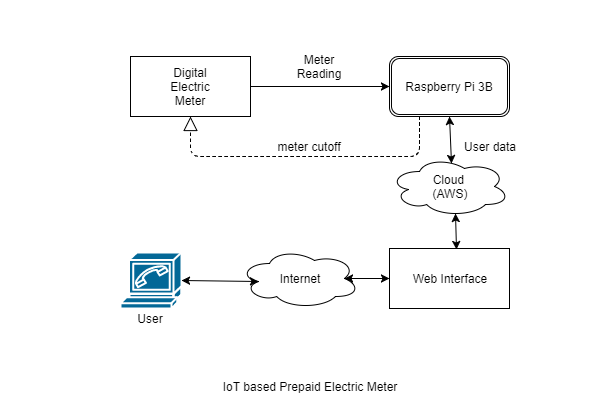 Meter
Reading
Digital
Electric
Meter
Raspberry Pi 3B
meter cutoff
User data
Cloud
(AWS)
Internet
Web Interface
User
IoT based Prepaid Electric Meter